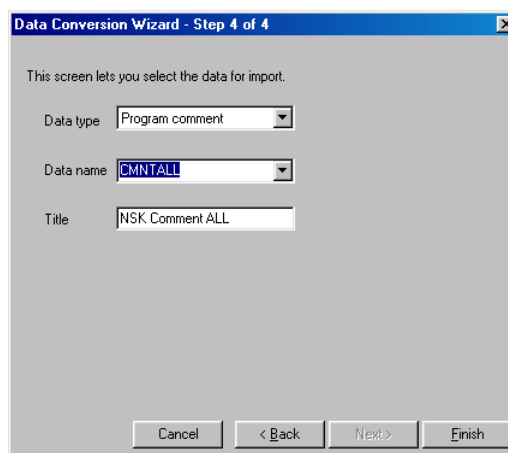 Data Conversion Wizard - Step 4 of 4
This screen lets you select the data for import.
Data type Program comment
Data name CMNTALL
Title NSK Comment ALL
Cancel < Back Next > Finish